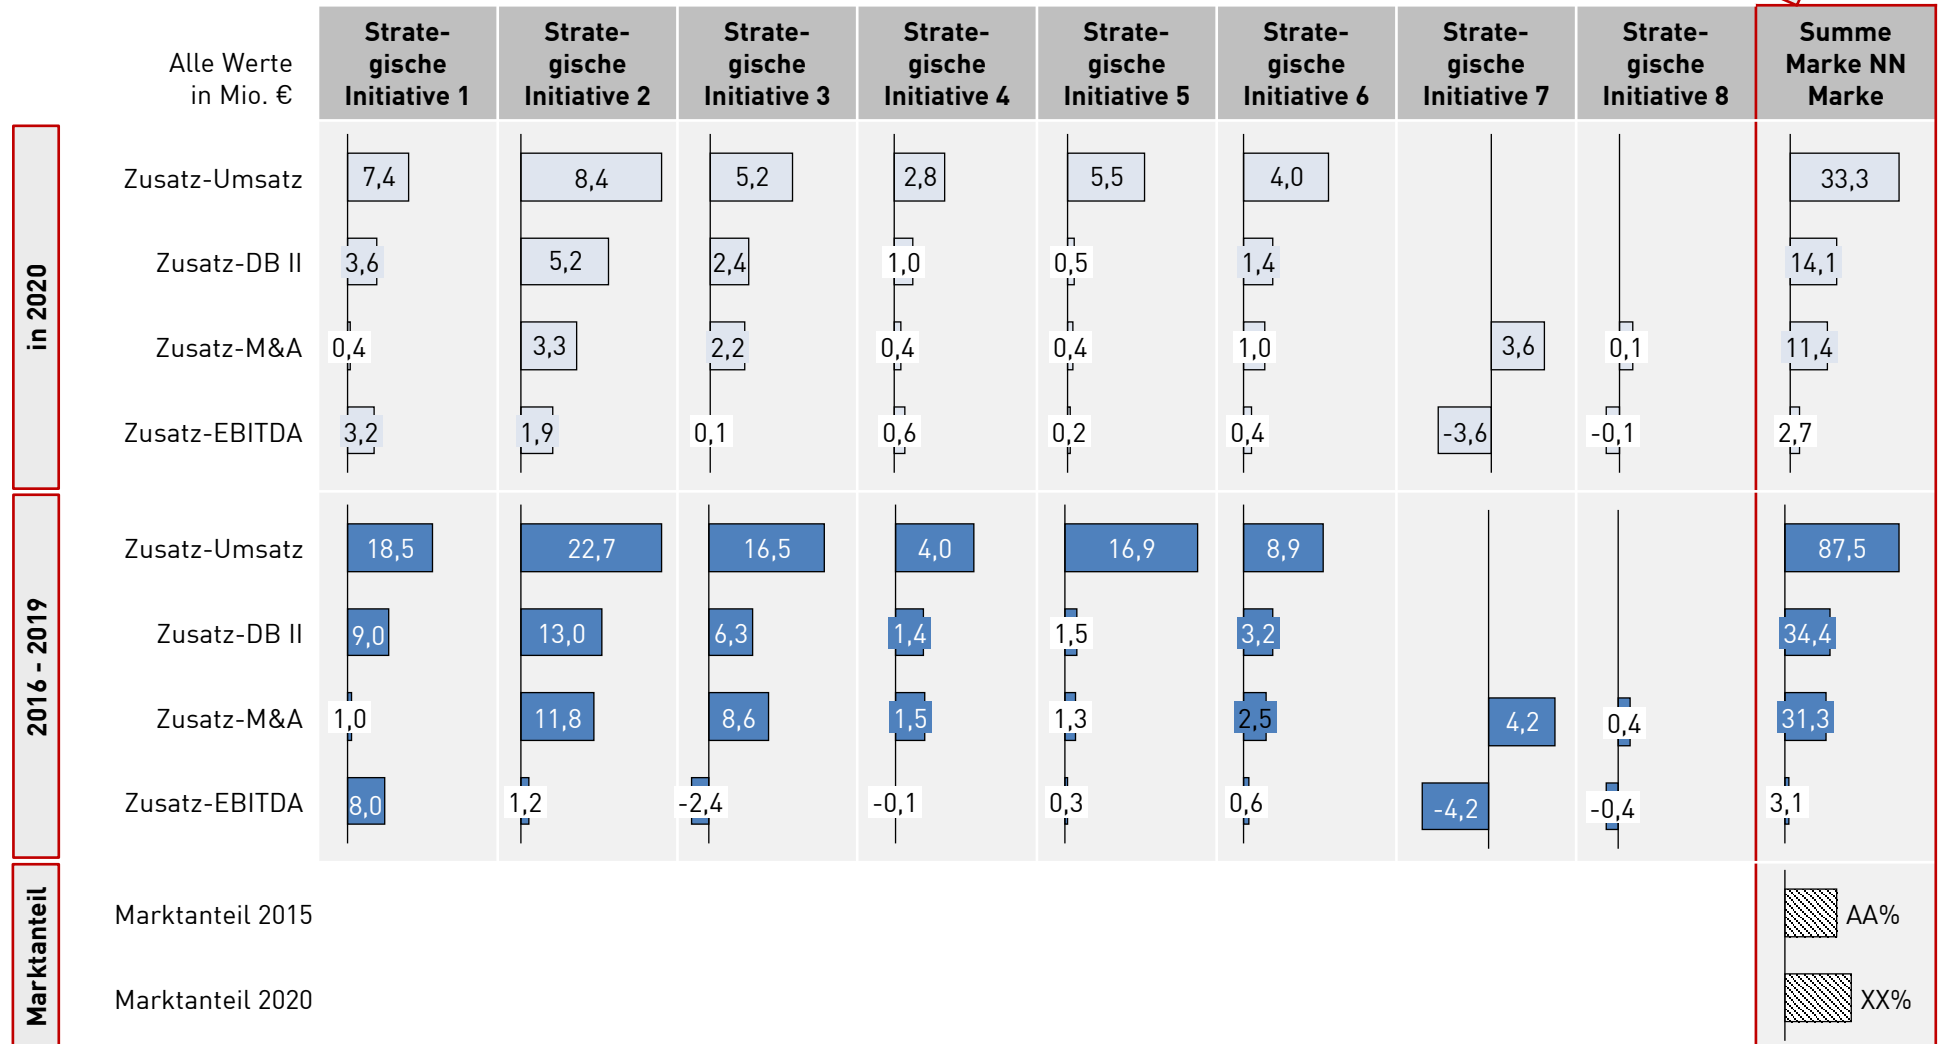 Alle Werte
in Mio. €
Strate-
gische
Initiative 1
Strate-
gische
Initiative 2
Strate-
gische
Initiative 3
Strate-
gische
Initiative 4
Strate-
gische
Initiative 5
Strate-
gische
Initiative 6
Strate-
gische
Initiative 7
Strate-
gische
Initiative 8
Summe
Marke NN
Marke
in 2020
Zusatz-Umsatz 7,4 8,4 5,2 2,8 5,5 4,0 33,3
Zusatz-DB II 3,6 5,2 2,4 1,0 0,5 1,4 14,1
Zusatz-M&A 0,4 3,3 2,2 0,4 0,4 1,0 3,6 0,1 11,4
Zusatz-EBITDA 3,2 1,9 0,1 0,6 0,2 0,4 -3,6 -0,1 2,7
2016 - 2019
Zusatz-Umsatz 18,5 22,7 16,5 4,0 16,9 8,9 87,5
Zusatz-DB II 9,0 13,0 6,3 1,4 1,5 3,2 34,4
Zusatz-M&A 1,0 11,8 8,6 1,5 1,3 2,5 4,2 0,4 31,3
Zusatz-EBITDA 8,0 1,2 -2,4 -0,1 0,3 0,6 -4,2 -0,4 3,1
Marktanteil
Marktanteil 2015 AA%
Marktanteil 2020 XX%